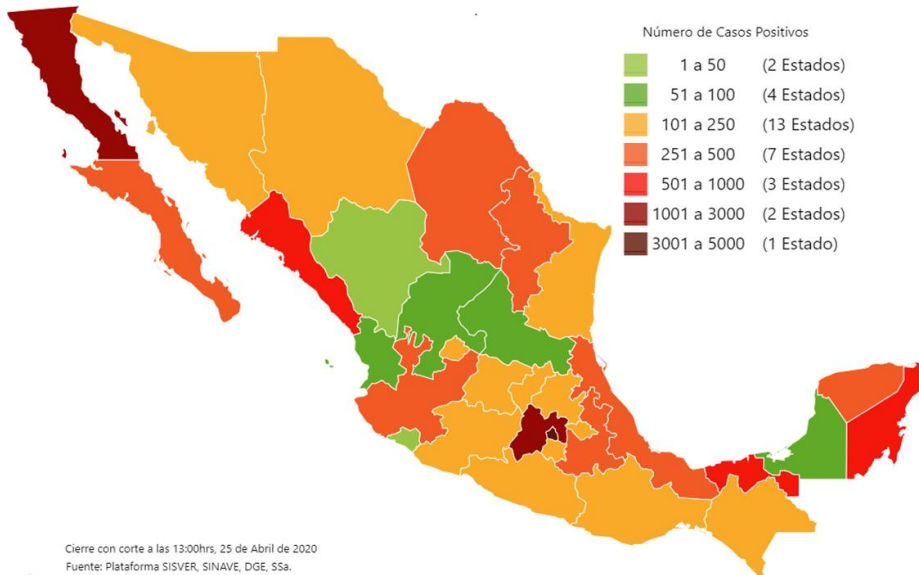 Número de Casos Positivos
1 a 50 (2 Estados)
51 a 100 (4 Estados)
101 a 250 (13 Estados)
251 a 500 (7 Estados)
501 a 1000 (3 Estados)
1001 a 3000 (2 Estados)
3001 a 5000 (1 Estado)
Cierre con corte a las 13:00hrs, 25 de Abril de 2020
Fuente: Plataforma SISVER, SINAVE, DGE, SSa.